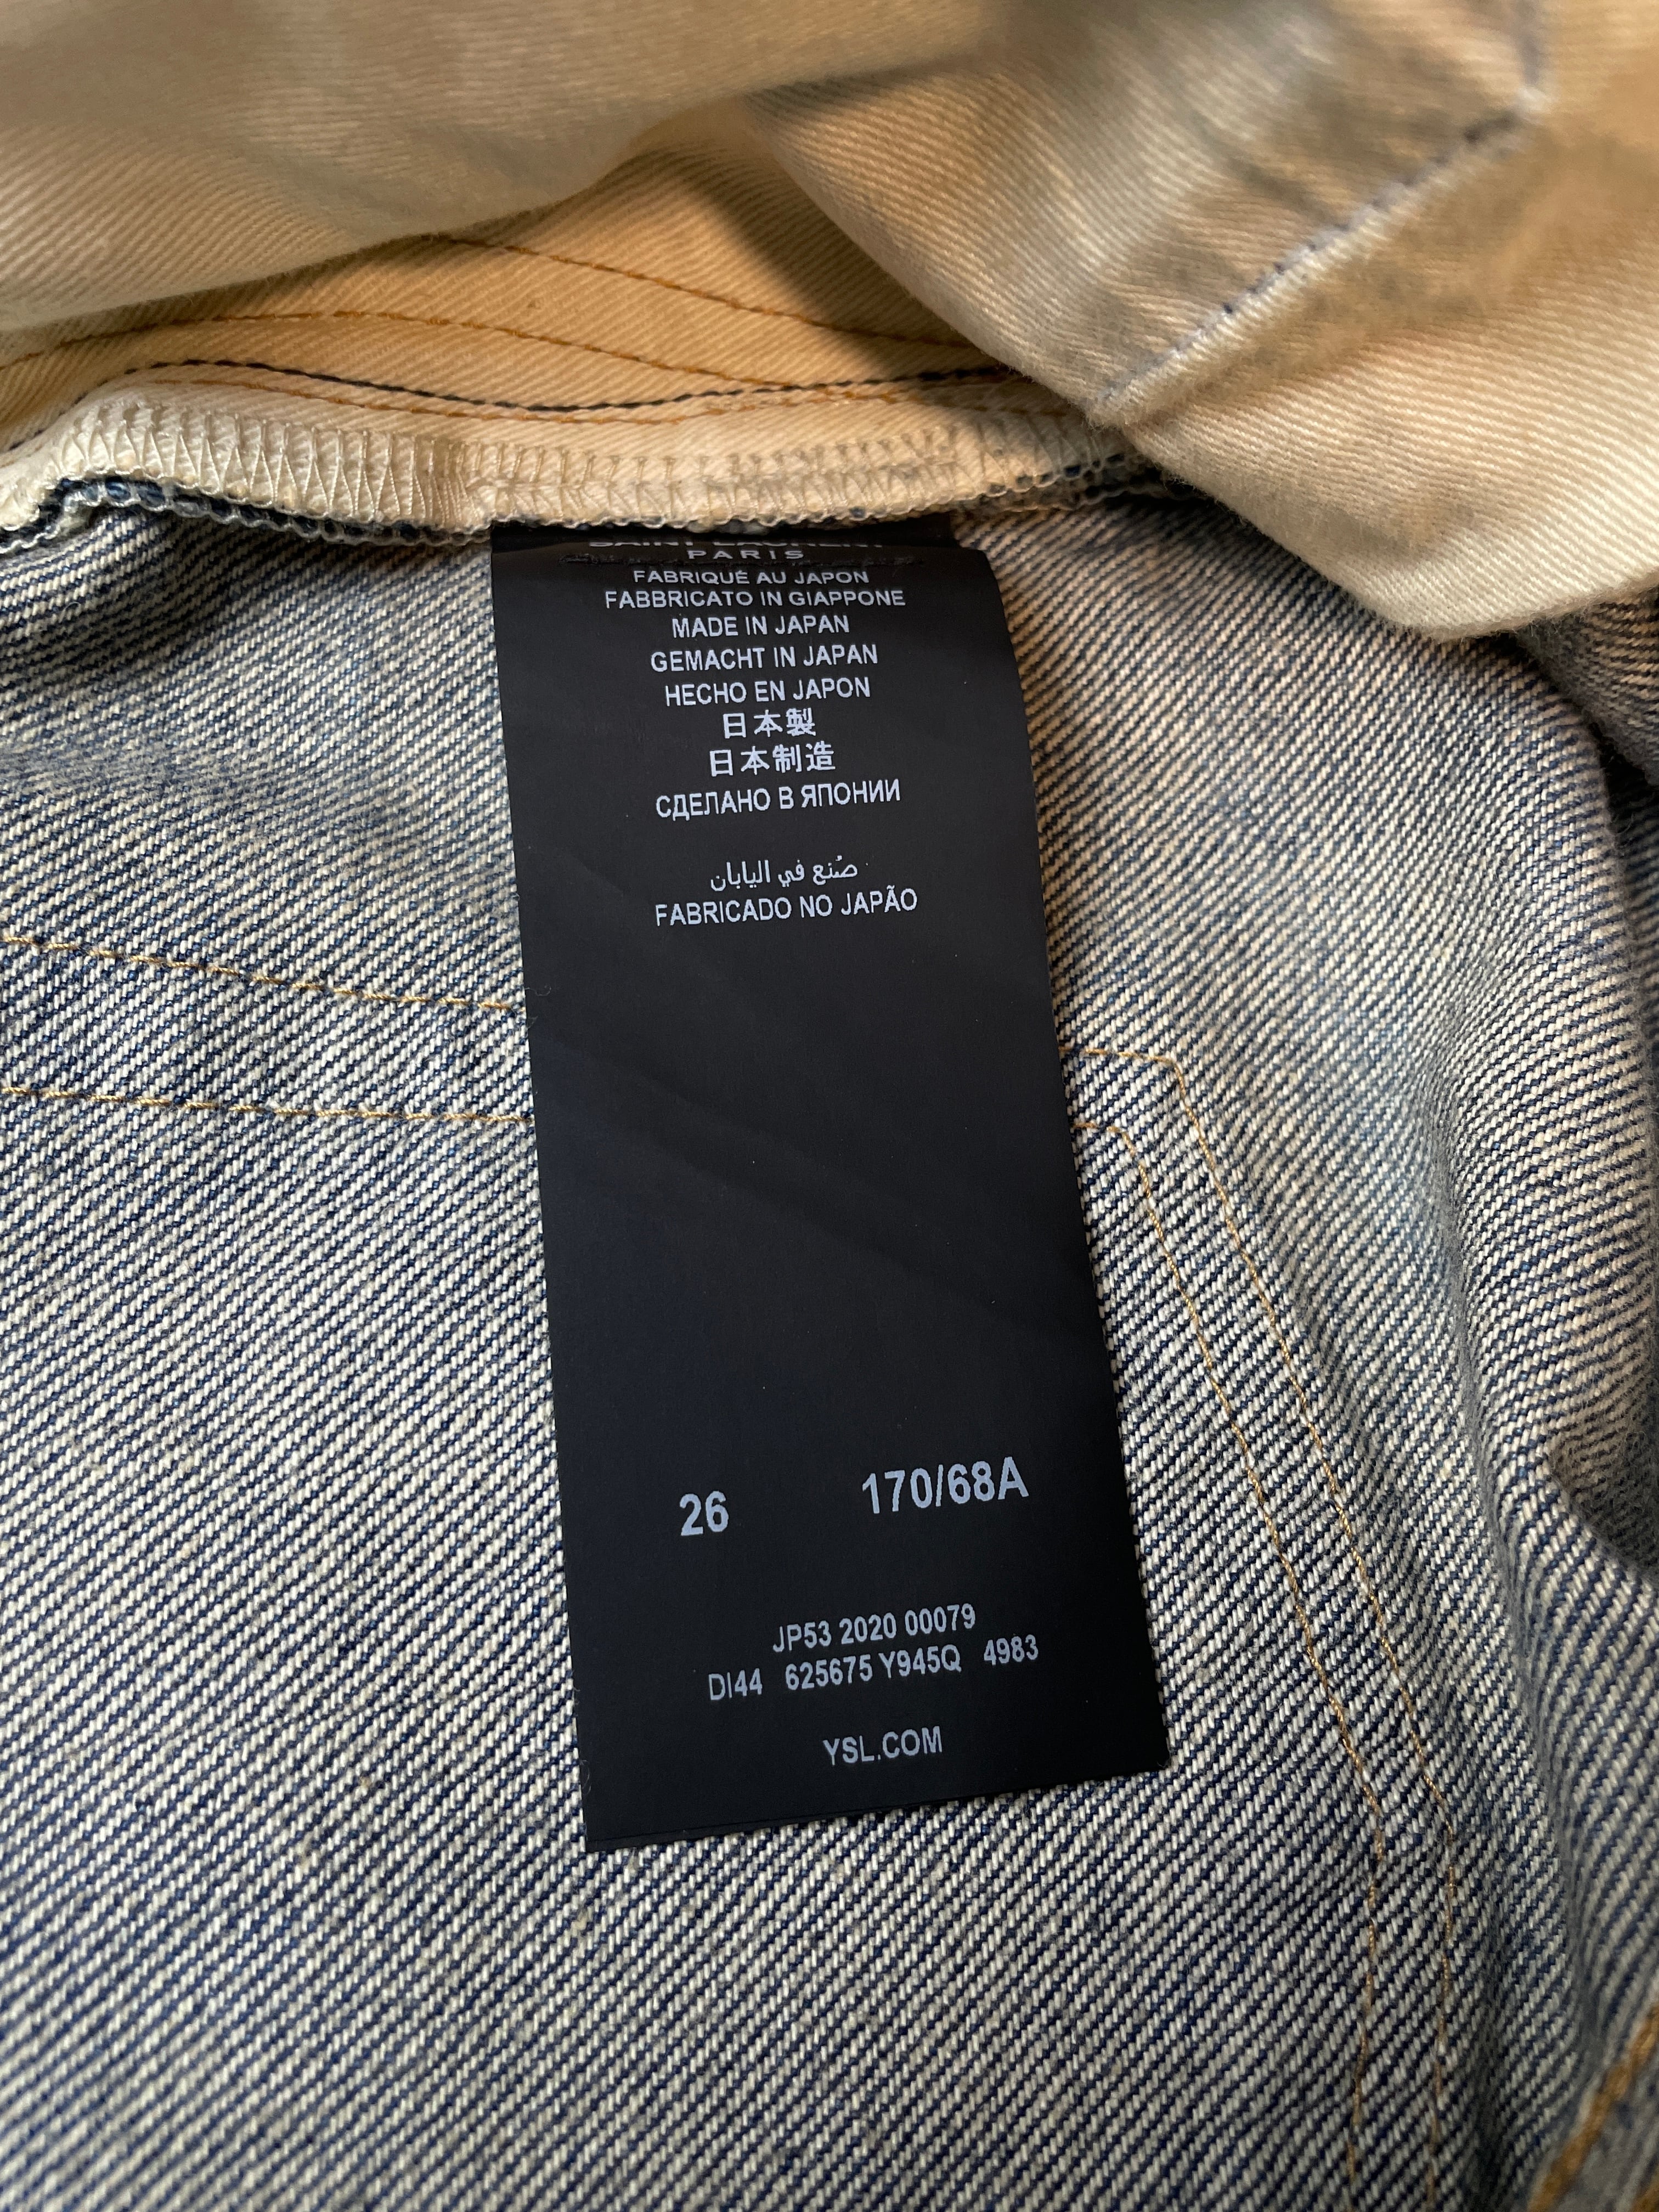 SAINT LAURENT
PARIS
FABRIQUÉ AU JAPON
FABBRICATO IN GIAPPONE
MADE IN JAPAN
GEMACHT IN JAPAN
HECHO EN JAPON
日本製
日本制造
СДЕЛАНО В ЯПОНИИ
صُنع في اليابان
FABRICADO NO JAPÃO
26 170/68A
JP53 2020 00079
DI44 625675 Y945Q 4983
YSL.COM